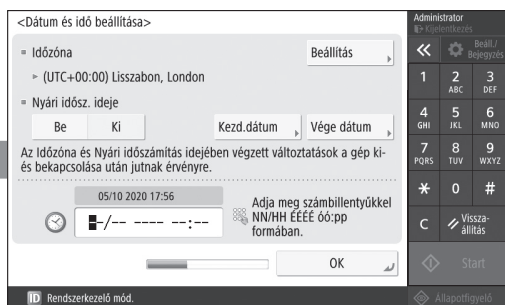 <Dátum és idő beállítása>
Időzóna
Beállítás
(UTC+00:00) Lisszabon, London
Nyári idősz. ideje
Be Ki Kezd.dátum Vége dátum
Az Időzóna és Nyári időszámítás idejében végzett változtatások a gép ki-
és bekapcsolása után jutnak érvényre.
05/10 2020 17:56
--/-- ---- --:--
Adja meg számbillentyűkkel
NN/HH ÉÉÉÉ óó:pp
formában.
OK
ID Rendszerkezelő mód.
Administrator
Kijelentkezés
Beáll./
Bejegyzés
1 2 3
ABC DEF
4 5 6
GHI JKL MNO
7 8 9
PQRS TUV WXYZ
* 0 #
C Vissza-
állítás
Start
Állapotfigyelő